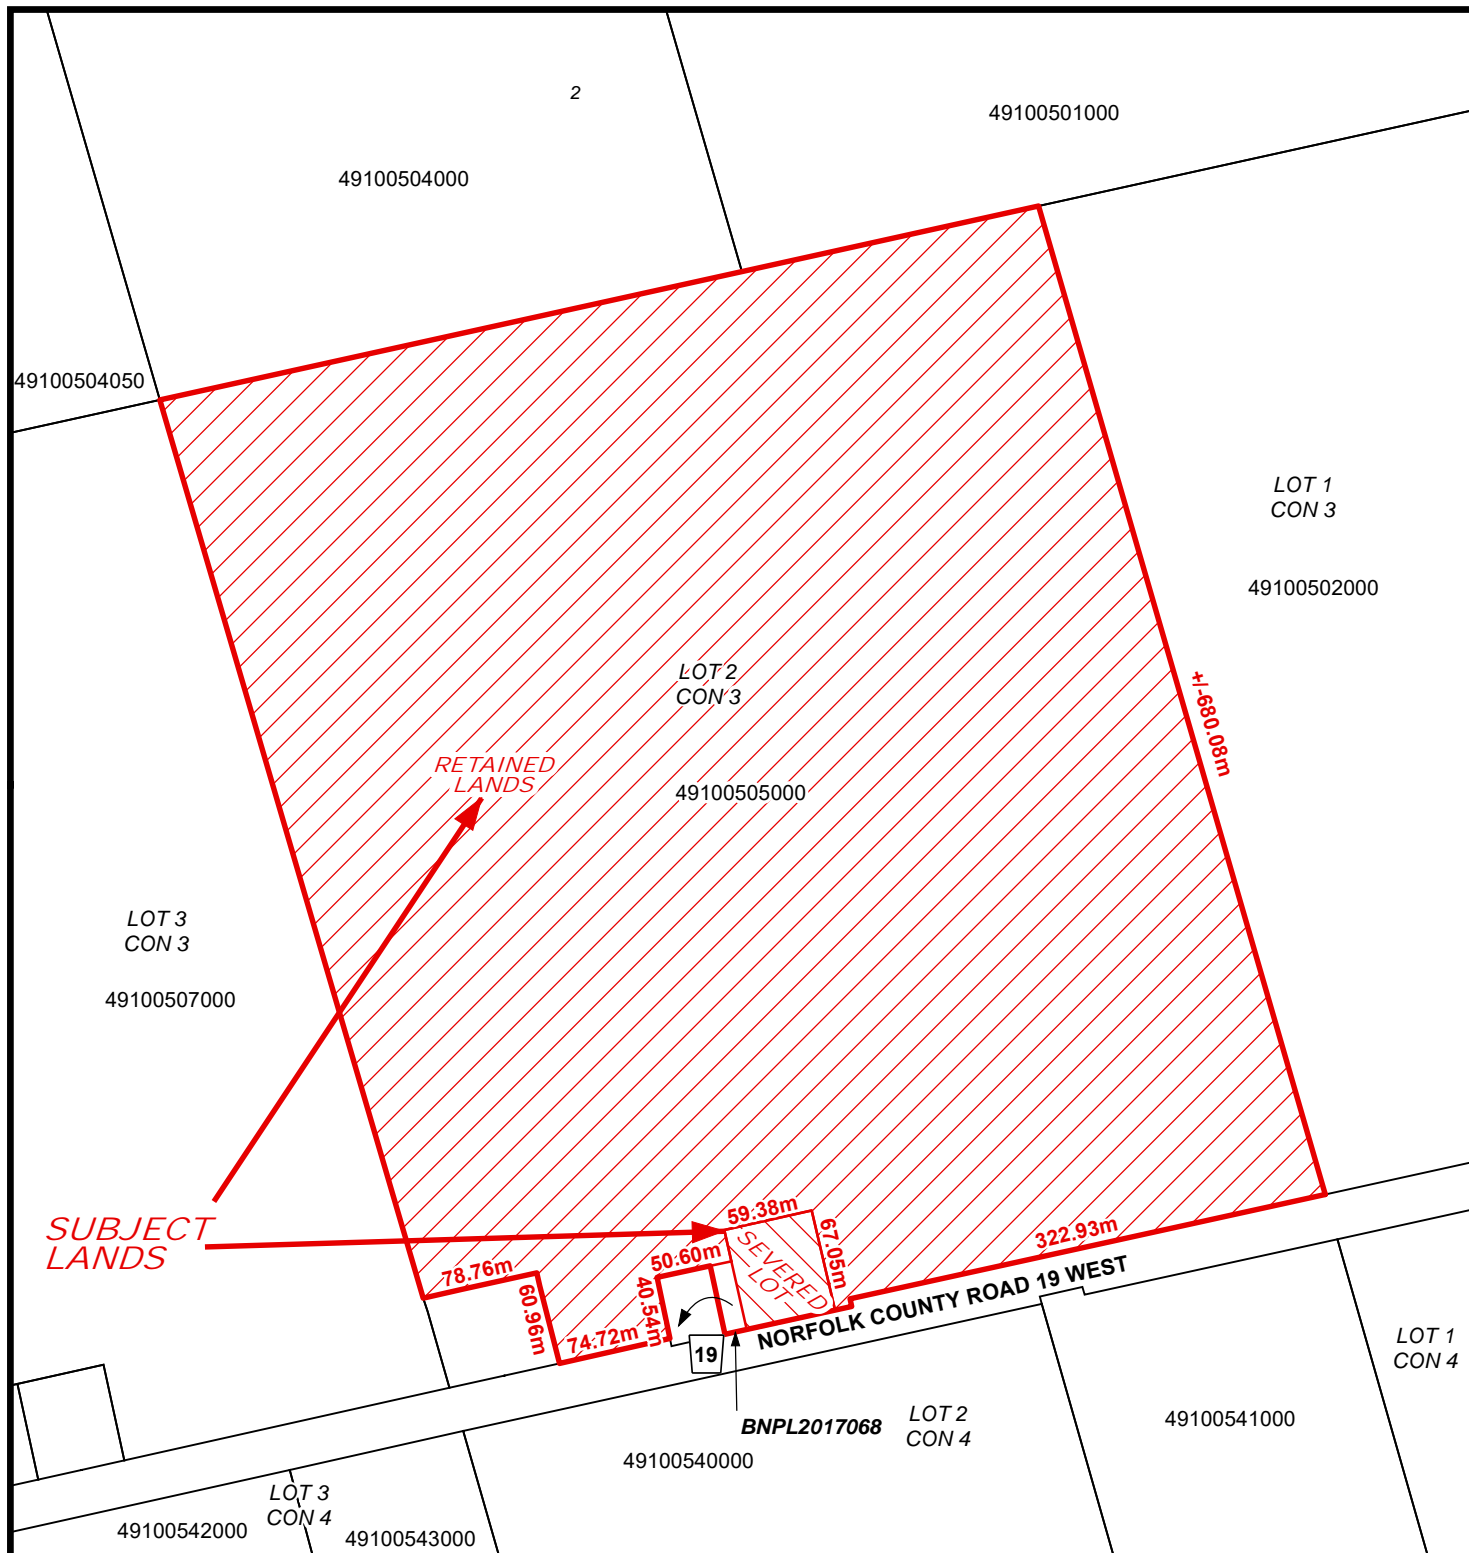 2
49100501000
49100504000
49100504050
LOT 1
CON 3
49100502000
LOT 2
CON 3
+/-680.08m
RETAINED
LANDS
49100505000
LOT 3
CON 3
49100507000
SUBJECT
LANDS
59.38m
67.05m
SEVERED
LOT
322.93m
50.60m
78.76m
40.54m
60.96m
74.72m
NORFOLK COUNTY ROAD 19 WEST
19
LOT 1
CON 4
BNPL2017068
LOT 2
CON 4
49100541000
49100540000
LOT 3
CON 4
49100542000
49100543000